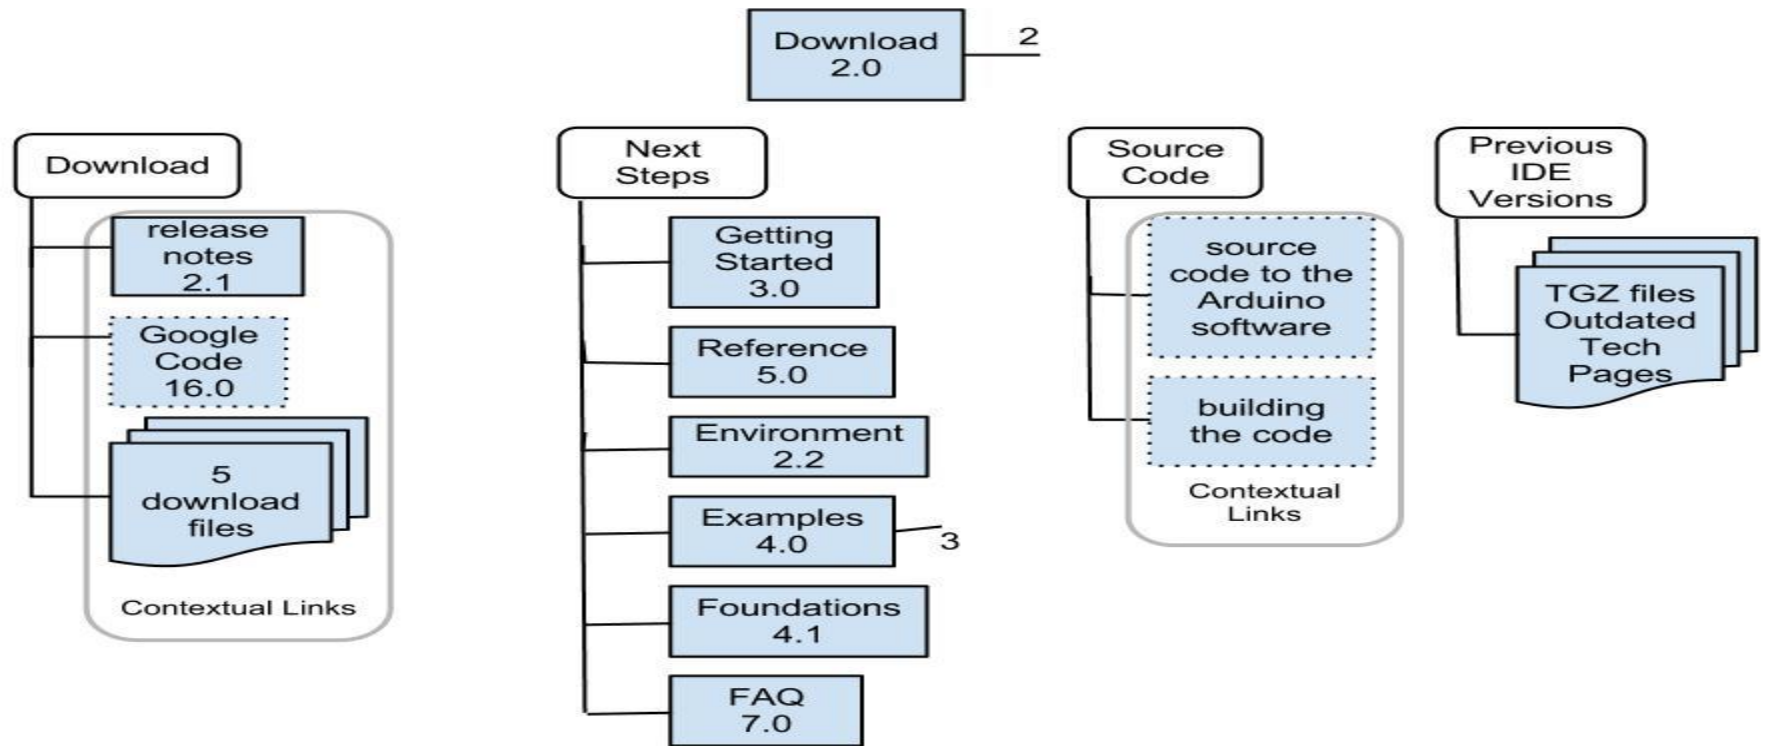 Download
2.0
2
Download
release
notes
2.1
Google
Code
16.0
5
download
files
Contextual Links
Next
Steps
Getting
Started
3.0
Reference
5.0
Environment
2.2
Examples
4.0
3
Foundations
4.1
FAQ
7.0
Source
Code
source
code to the
Arduino
software
building
the code
Contextual
Links
Previous
IDE
Versions
TGZ files
Outdated
Tech
Pages